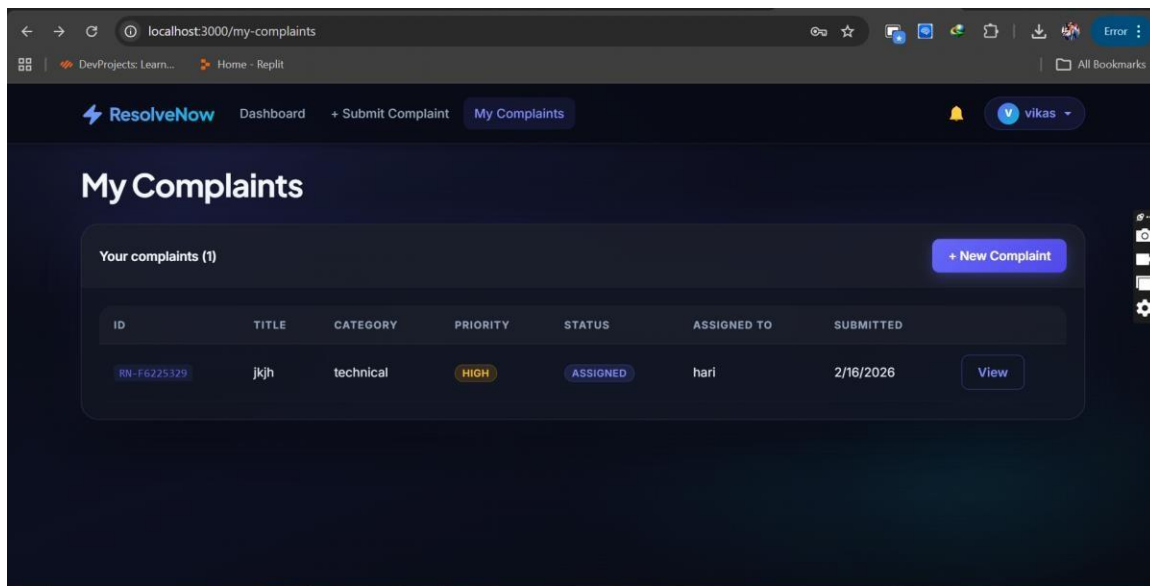 localhost:3000/my-complaints Error
DevProjects: Learn... Home - Replit All Bookmarks
ResolveNow Dashboard + Submit Complaint My Complaints V vikas
My Complaints
Your complaints (1) + New Complaint
ID TITLE CATEGORY PRIORITY STATUS ASSIGNED TO SUBMITTED
RN-F6225329 jkjh technical HIGH ASSIGNED hari 2/16/2026 View